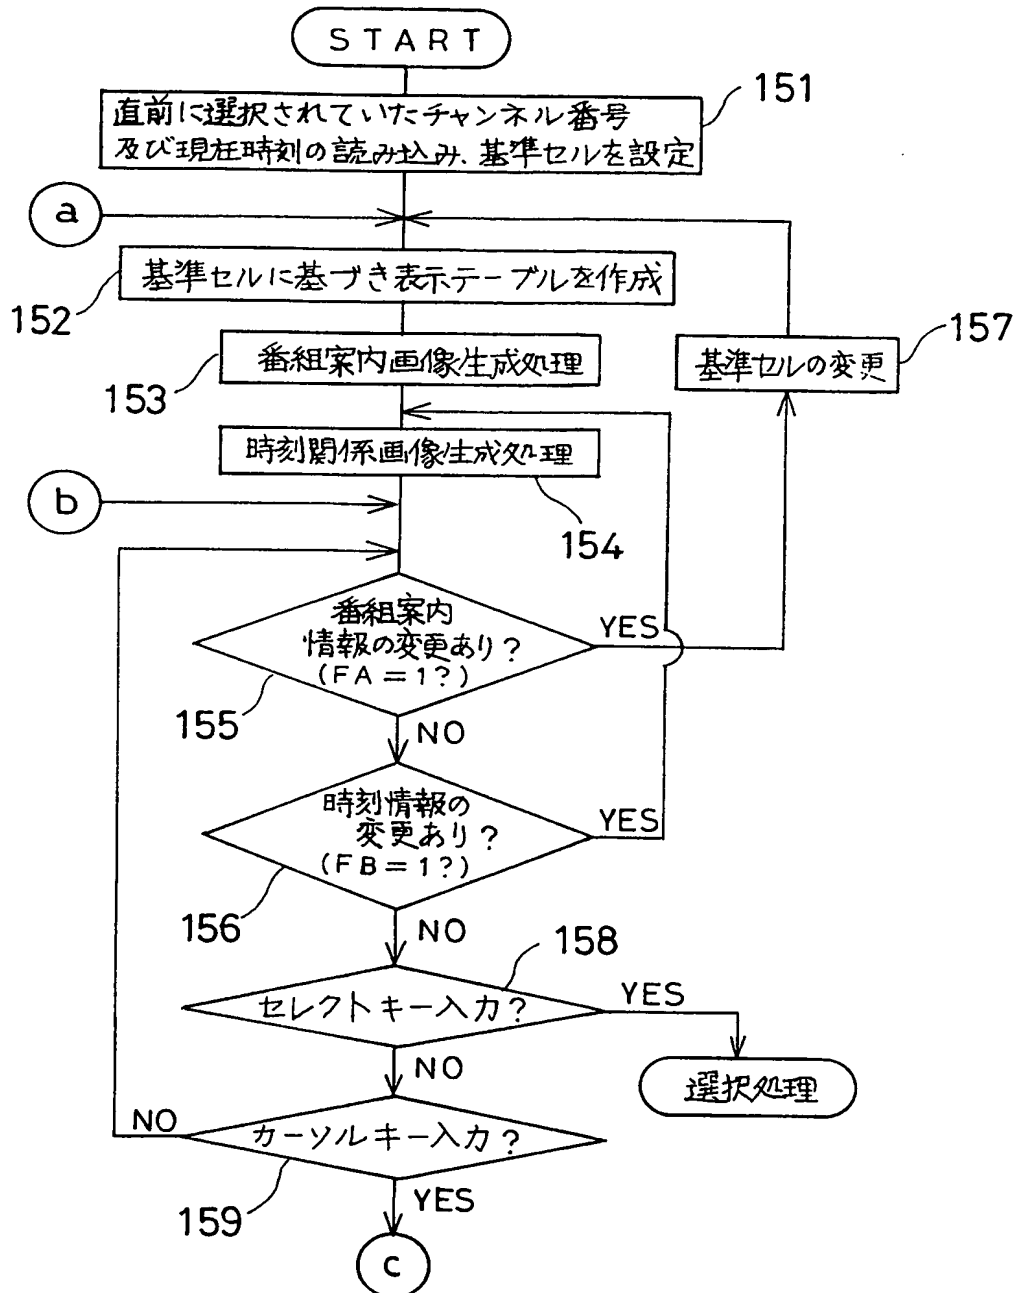 START
直前に選択されていたチャンネル番号
及び現在時刻の読み込み、基準セルを設定
151
a
基準セルに基づき表示テーブルを作成
152
番組案内画像生成処理
153
基準セルの変更
157
時刻関係画像生成処理
154
b
番組案内
情報の変更あり?
(FA=1?)
YES
155
NO
時刻情報の
変更あり?
(FB=1?)
YES
156
NO
158
セレクトキー入力?
YES
NO
選択処理
カーソルキー入力?
NO
159
YES
c